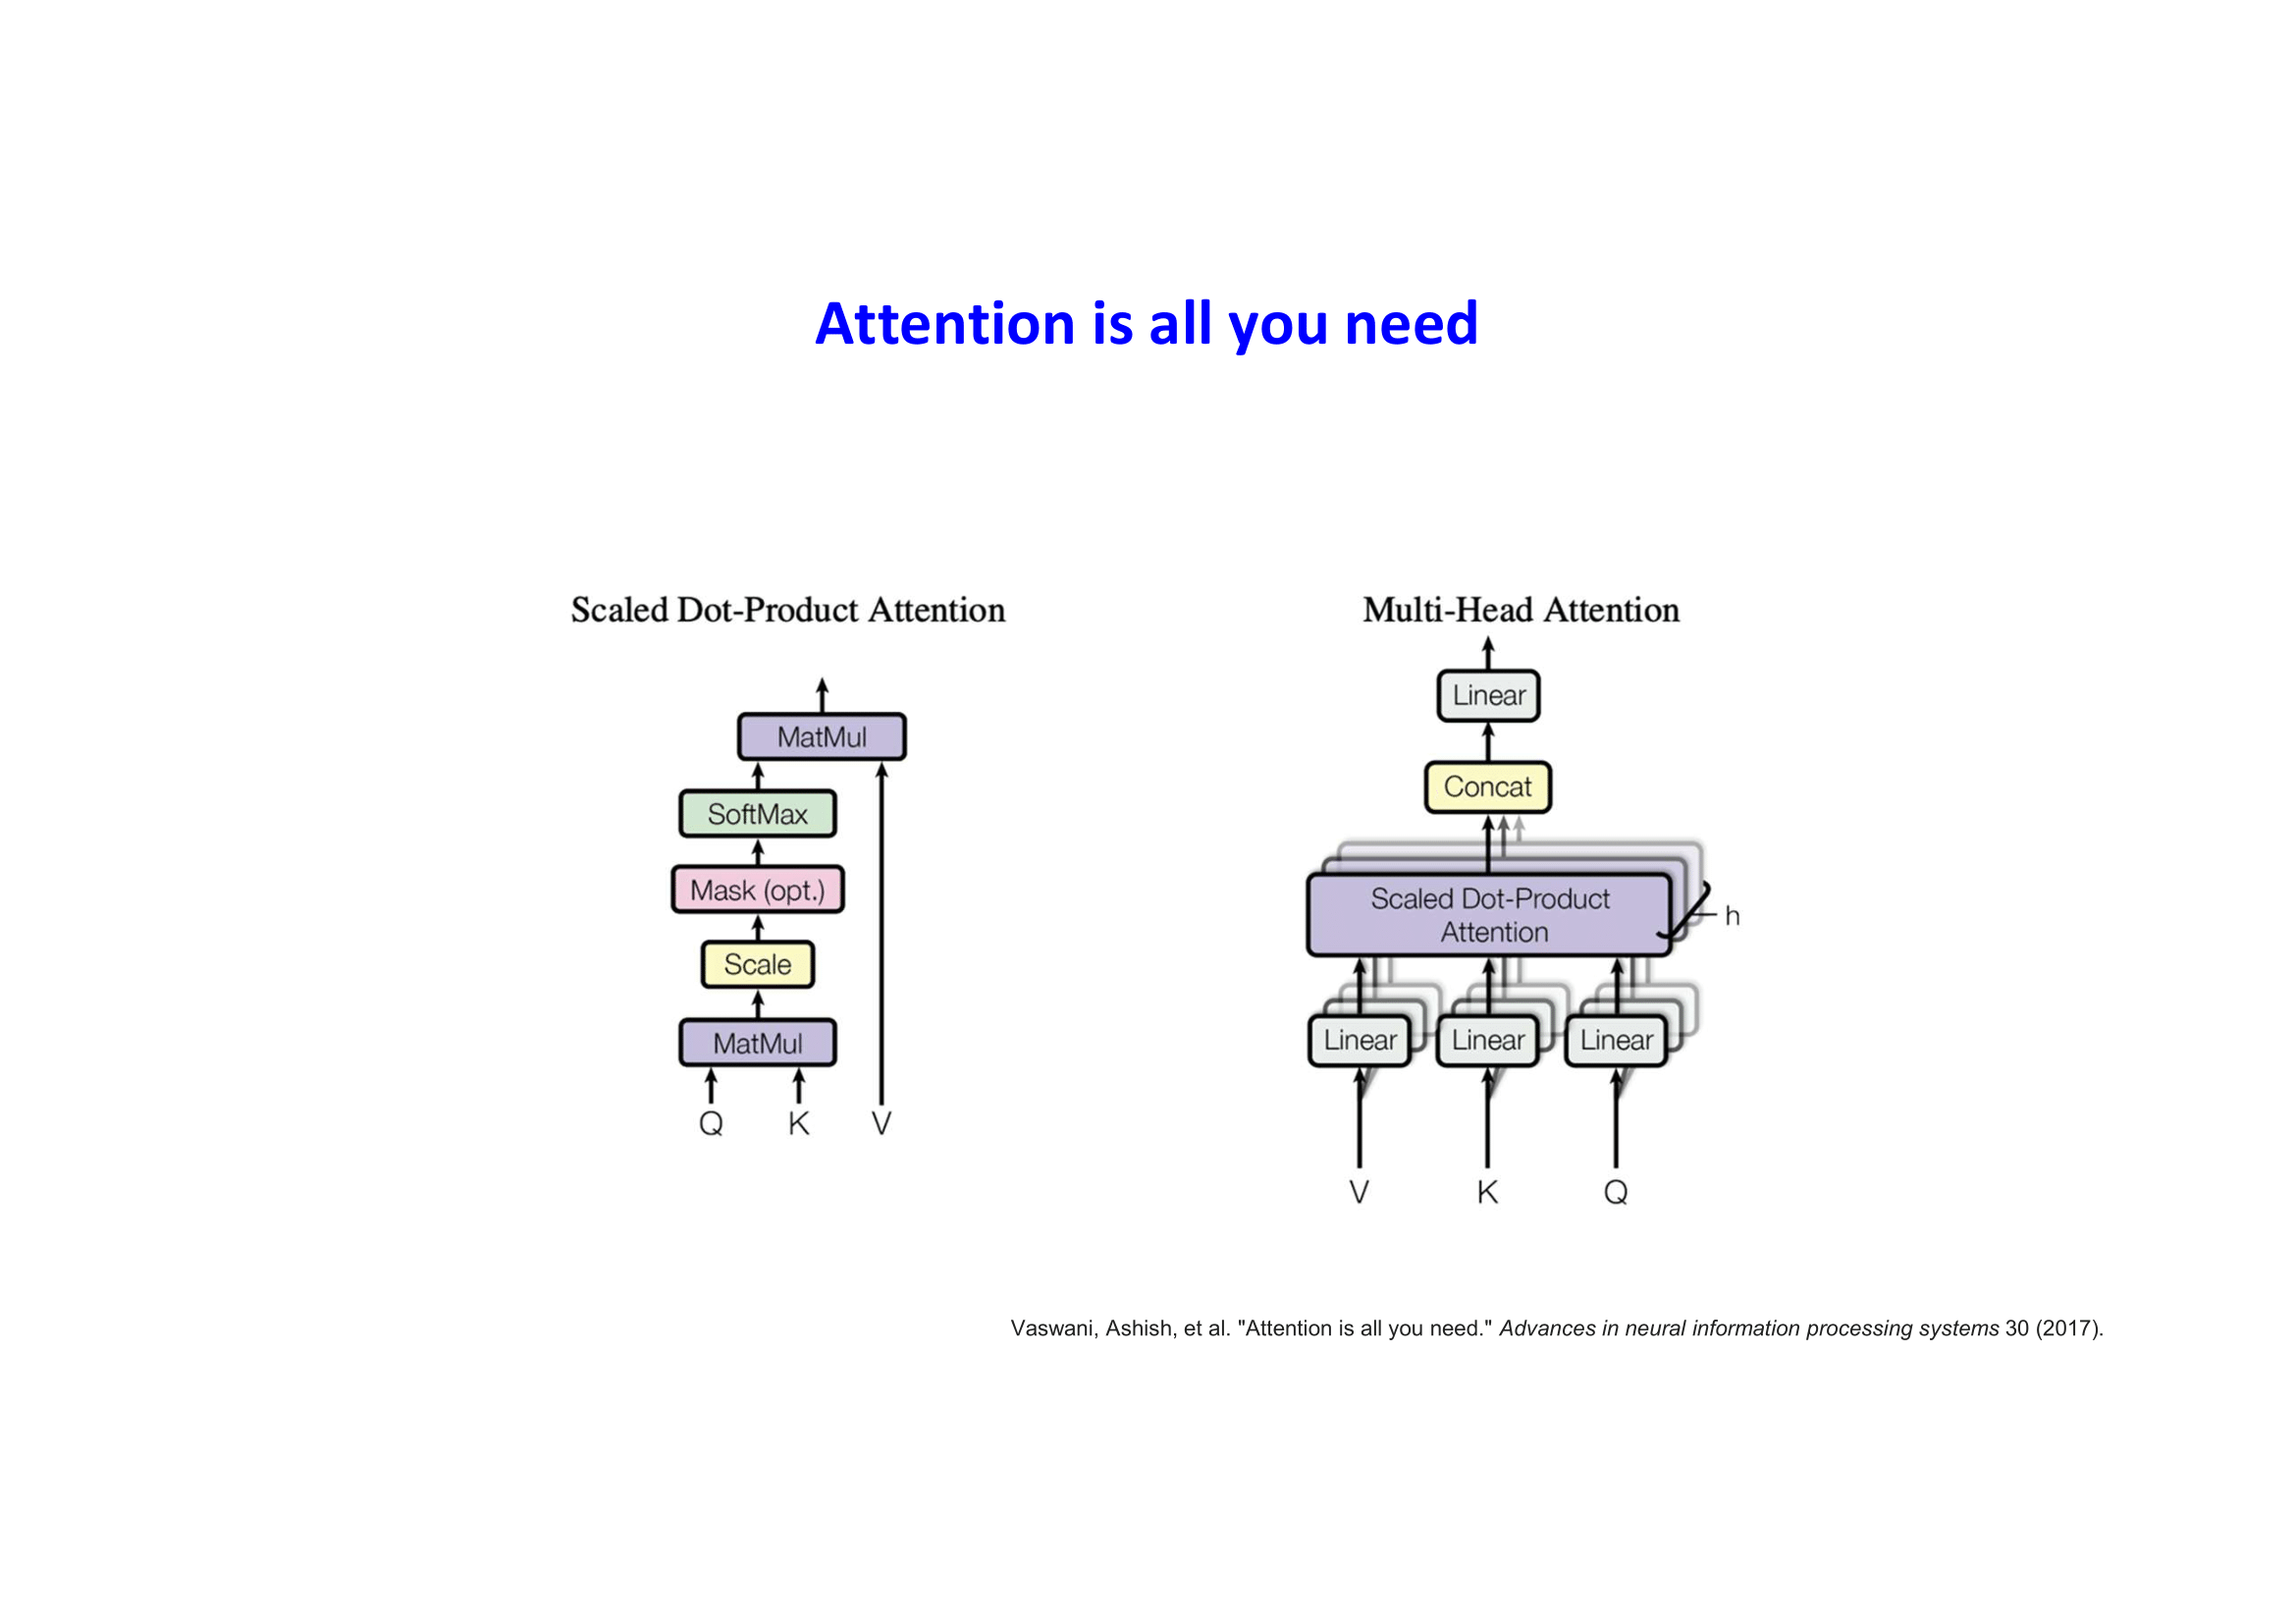 Attention is all you need
Scaled Dot-Product Attention
MatMul
SoftMax
Mask (opt.)
Scale
MatMul
Q K V
Multi-Head Attention
Linear
Concat
Scaled Dot-Product
Attention
h
Linear Linear Linear
V K Q
Vaswani, Ashish, et al. "Attention is all you need." Advances in neural information processing systems 30 (2017).